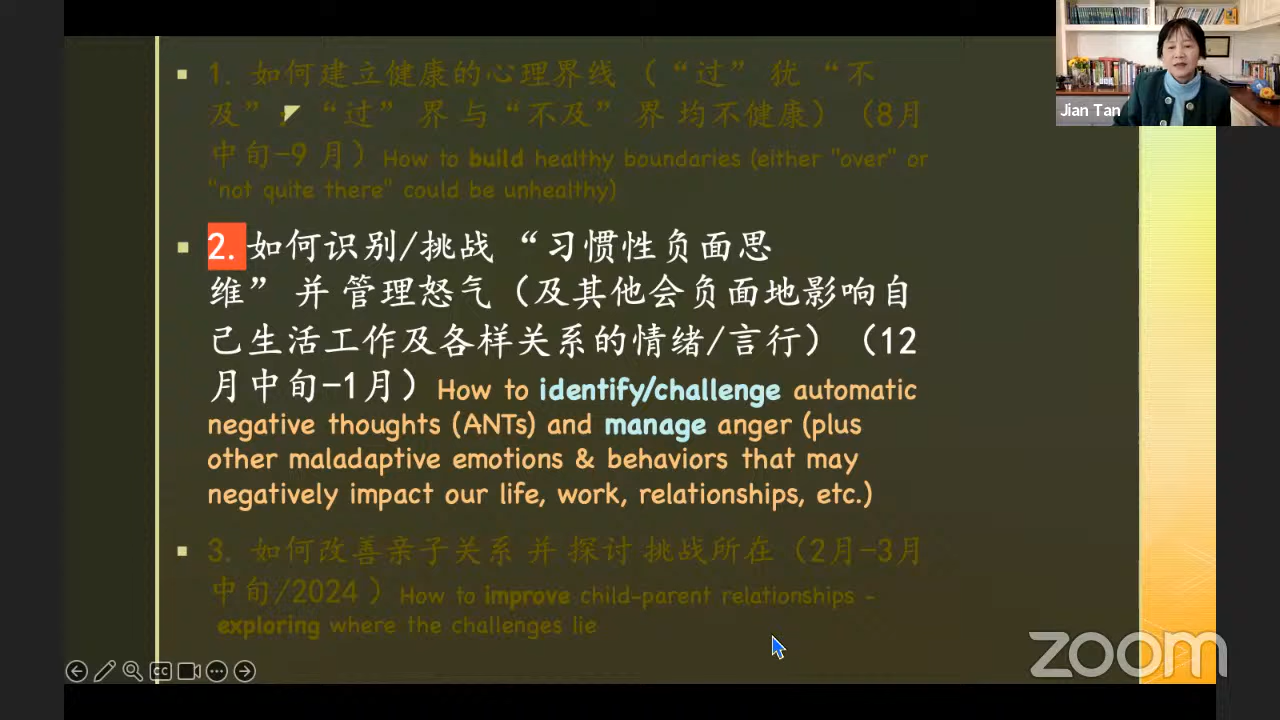 Jian Tan
1. 如何建立健康的心理界线 （“过” 犹 “不
及” , “过” 界 与 “不及” 界 均不健康）（8月
中旬-9 月）How to build healthy boundaries (either "over" or
"not quite there" could be unhealthy)
2. 如何识别/挑战 “习惯性负面思
维” 并 管理怒气（及其他会负面地影响自
己生活工作及各样关系的情绪/言行）（12
月中旬-1月）How to identify/challenge automatic
negative thoughts (ANTs) and manage anger (plus
other maladaptive emotions & behaviors that may
negatively impact our life, work, relationships, etc.)
3. 如何改善亲子关系 并 探讨 挑战所在（2月-3月
中旬/2024 ）How to improve child-parent relationships -
exploring where the challenges lie
CC
zoom